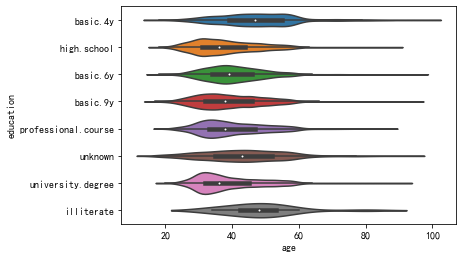 basic.4y
high.school
basic.6y
basic.9y
professional.course
unknown
university.degree
illiterate
education
20 40 60 80 100
age